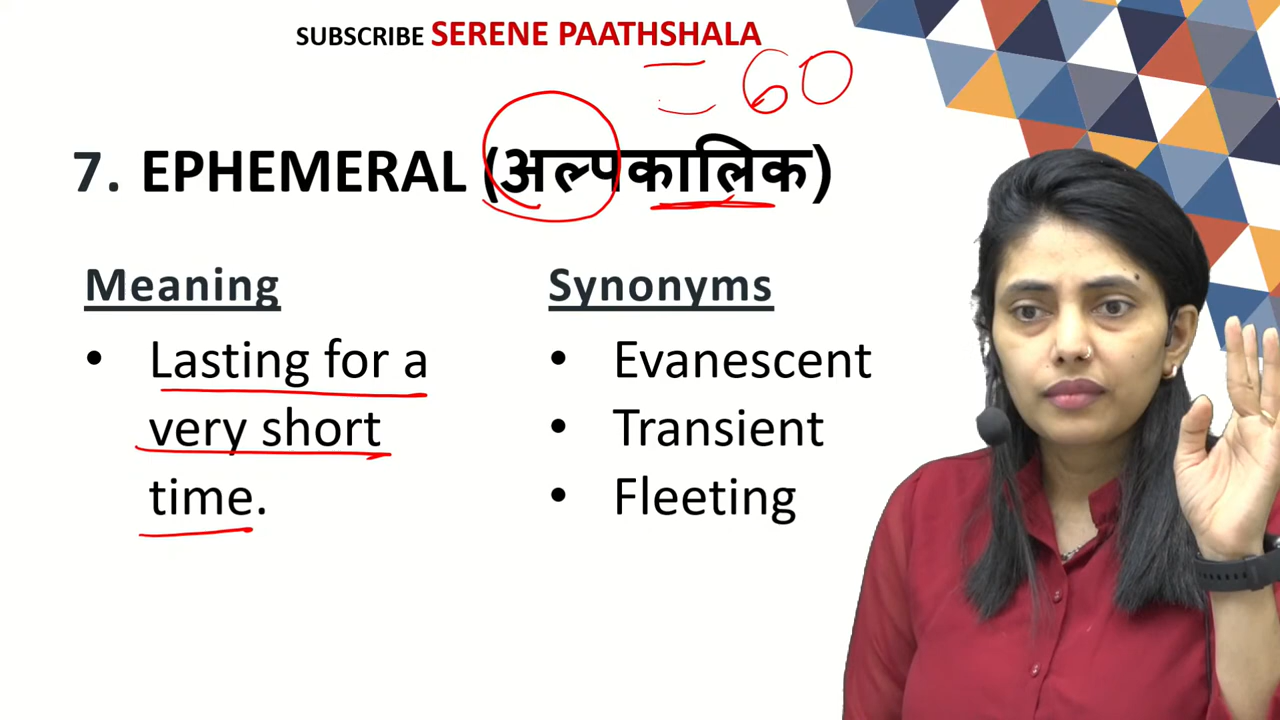 SUBSCRIBE SERENE PAATHSHALA
= 60
7. EPHEMERAL (अल्पकालिक)
Meaning
• Lasting for a
very short
time.
Synonyms
• Evanescent
• Transient
• Fleeting